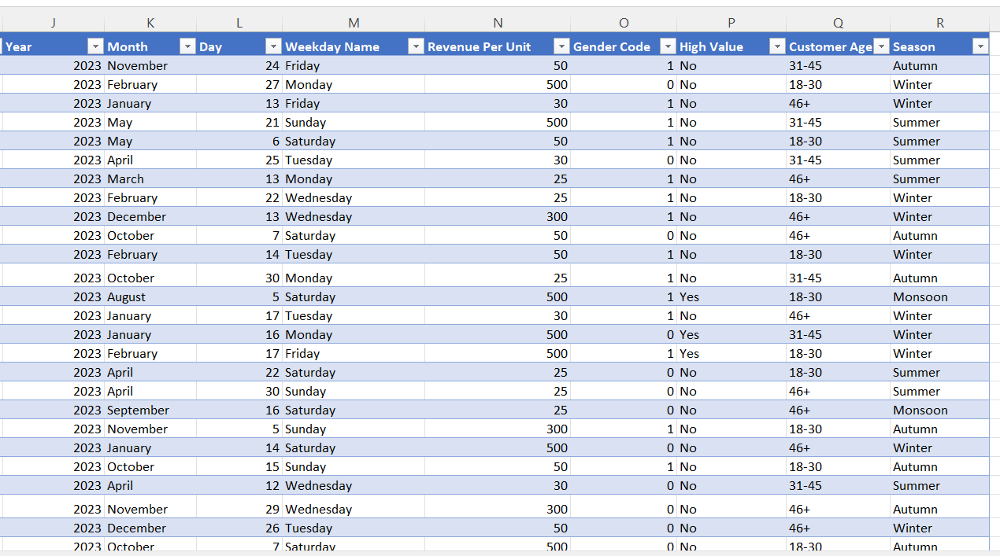 J K L M N O P Q R
Year Month Day Weekday Name Revenue Per Unit Gender Code High Value Customer Age Season
2023 November 24 Friday 50 1 No 31-45 Autumn
2023 February 27 Monday 500 0 No 18-30 Winter
2023 January 13 Friday 30 1 No 46+ Winter
2023 May 21 Sunday 500 1 No 31-45 Summer
2023 May 6 Saturday 50 1 No 18-30 Summer
2023 April 25 Tuesday 30 0 No 31-45 Summer
2023 March 13 Monday 25 1 No 46+ Summer
2023 February 22 Wednesday 25 1 No 18-30 Winter
2023 December 13 Wednesday 300 1 No 46+ Winter
2023 October 7 Saturday 50 0 No 46+ Autumn
2023 February 14 Tuesday 50 1 No 18-30 Winter
2023 October 30 Monday 25 1 No 31-45 Autumn
2023 August 5 Saturday 500 1 Yes 18-30 Monsoon
2023 January 17 Tuesday 30 1 No 46+ Winter
2023 January 16 Monday 500 0 Yes 31-45 Winter
2023 February 17 Friday 500 1 Yes 18-30 Winter
2023 April 22 Saturday 25 0 No 18-30 Summer
2023 April 30 Sunday 25 0 No 46+ Summer
2023 September 16 Saturday 25 0 No 46+ Monsoon
2023 November 5 Sunday 300 1 No 18-30 Autumn
2023 January 14 Saturday 500 0 No 46+ Winter
2023 October 15 Sunday 50 1 No 18-30 Autumn
2023 April 12 Wednesday 30 0 No 31-45 Summer
2023 November 29 Wednesday 300 0 No 46+ Autumn
2023 December 26 Tuesday 50 0 No 46+ Winter
2023 October 7 Saturday 500 0 No 18-30 Autumn